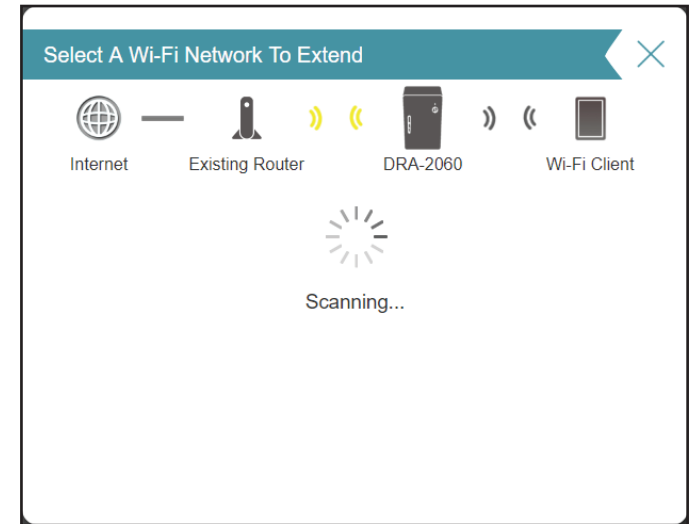 Select A Wi-Fi Network To Extend
Internet Existing Router DRA-2060 Wi-Fi Client
Scanning...